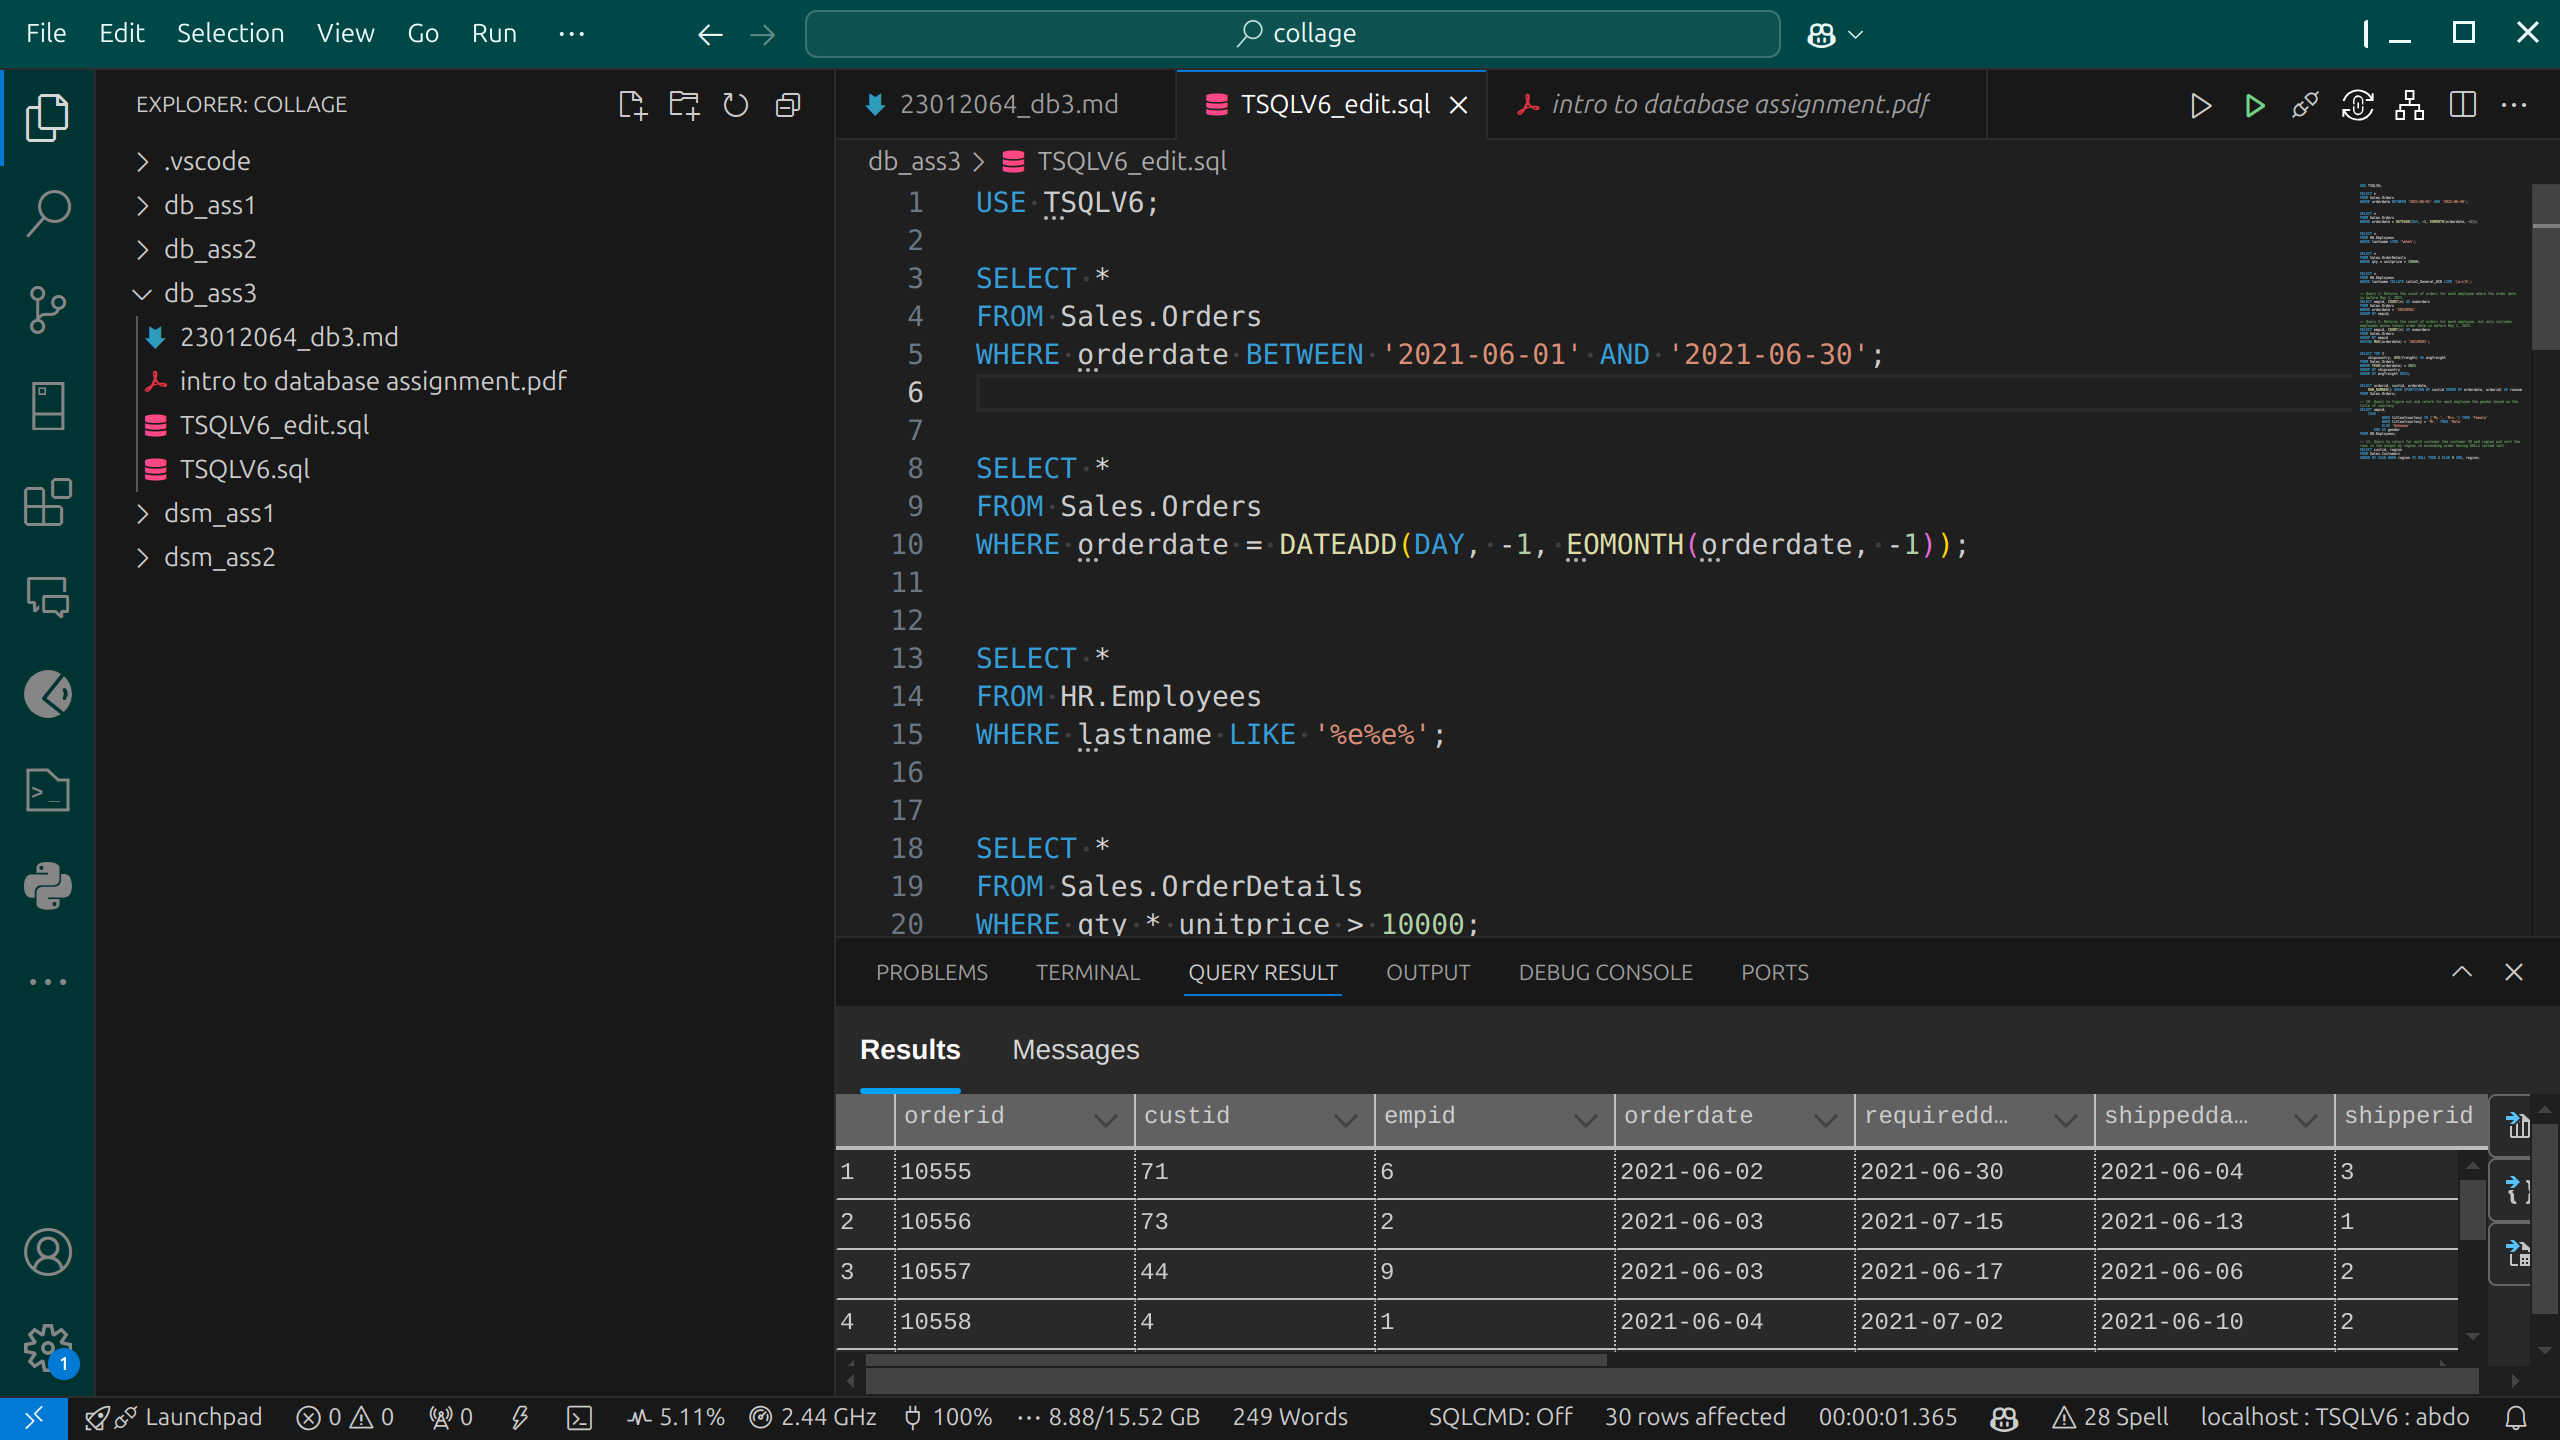 File Edit Selection View Go Run ··· collage
EXPLORER: COLLAGE
.vscode
db_ass1
db_ass2
db_ass3
23012064_db3.md
intro to database assignment.pdf
TSQLV6_edit.sql
TSQLV6.sql
dsm_ass1
dsm_ass2
1
23012064_db3.md TSQLV6_edit.sql intro to database assignment.pdf
db_ass3 > TSQLV6_edit.sql
1 USE TSQLV6;
2
3 SELECT *
4 FROM Sales.Orders
5 WHERE orderdate BETWEEN '2021-06-01' AND '2021-06-30';
6
7
8 SELECT *
9 FROM Sales.Orders
10 WHERE orderdate = DATEADD(DAY, -1, EOMONTH(orderdate, -1));
11
12
13 SELECT *
14 FROM HR.Employees
15 WHERE lastname LIKE '%e%e%';
16
17
18 SELECT *
19 FROM Sales.OrderDetails
20 WHERE qty * unitprice > 10000;
PROBLEMS TERMINAL QUERY RESULT OUTPUT DEBUG CONSOLE PORTS
Results Messages
orderid custid empid orderdate requiredd… shippedda… shipperid
1 10555 71 6 2021-06-02 2021-06-30 2021-06-04 3
2 10556 73 2 2021-06-03 2021-07-15 2021-06-13 1
3 10557 44 9 2021-06-03 2021-06-17 2021-06-06 2
4 10558 4 1 2021-06-04 2021-07-02 2021-06-10 2
Launchpad 0 0 0 5.11% 2.44 GHz 100% ··· 8.88/15.52 GB 249 Words SQLCMD: Off 30 rows affected 00:00:01.365 28 Spell localhost : TSQLV6 : abdo